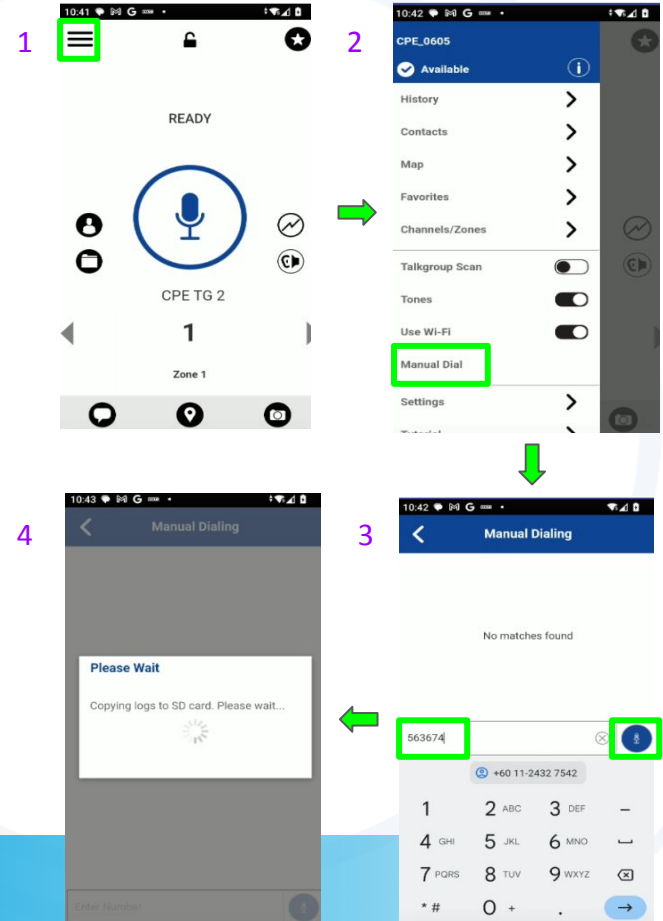 1
10:41
G
READY
CPE TG 2
1
Zone 1
2
10:42
G
CPE_0605
Available
i
History
Contacts
Map
Favorites
Channels/Zones
Talkgroup Scan
Tones
Use Wi-Fi
Manual Dial
Settings
Tutorial
3
10:42
G
Manual Dialing
No matches found
563674
+60 11-2432 7542
1
2 ABC
3 DEF
–
4 GHI
5 JKL
6 MNO
7 PQRS
8 TUV
9 WXYZ
* #
0 +
.
4
10:43
G
Manual Dialing
Please Wait
Copying logs to SD card. Please wait...
Enter Number